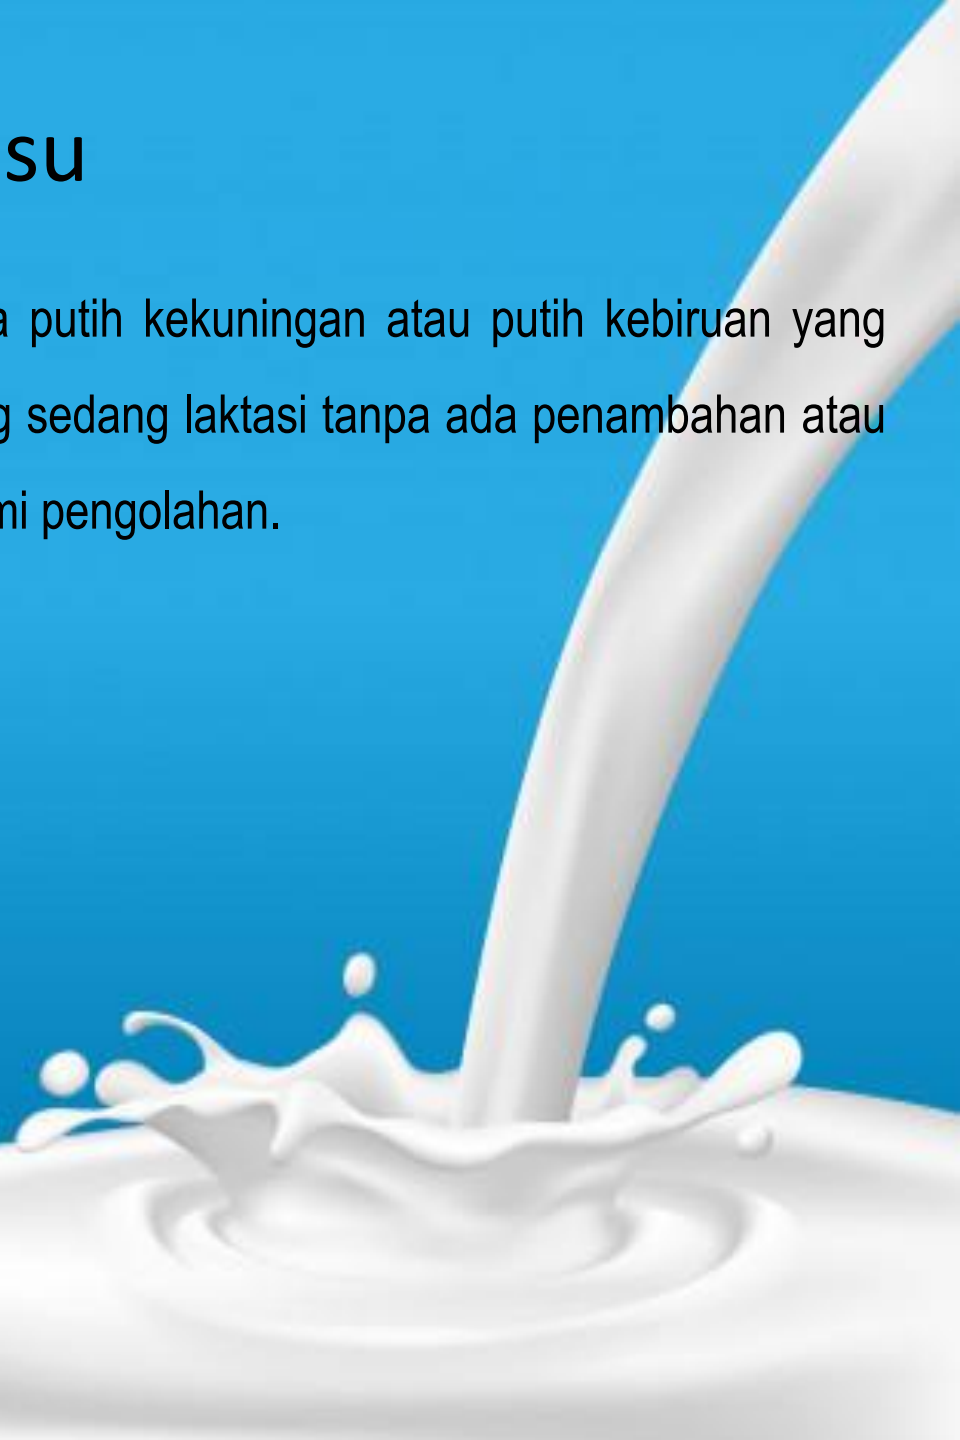 su
a putih kekuningan atau putih kebiruan yang
g sedang laktasi tanpa ada penambahan atau
mi pengolahan.